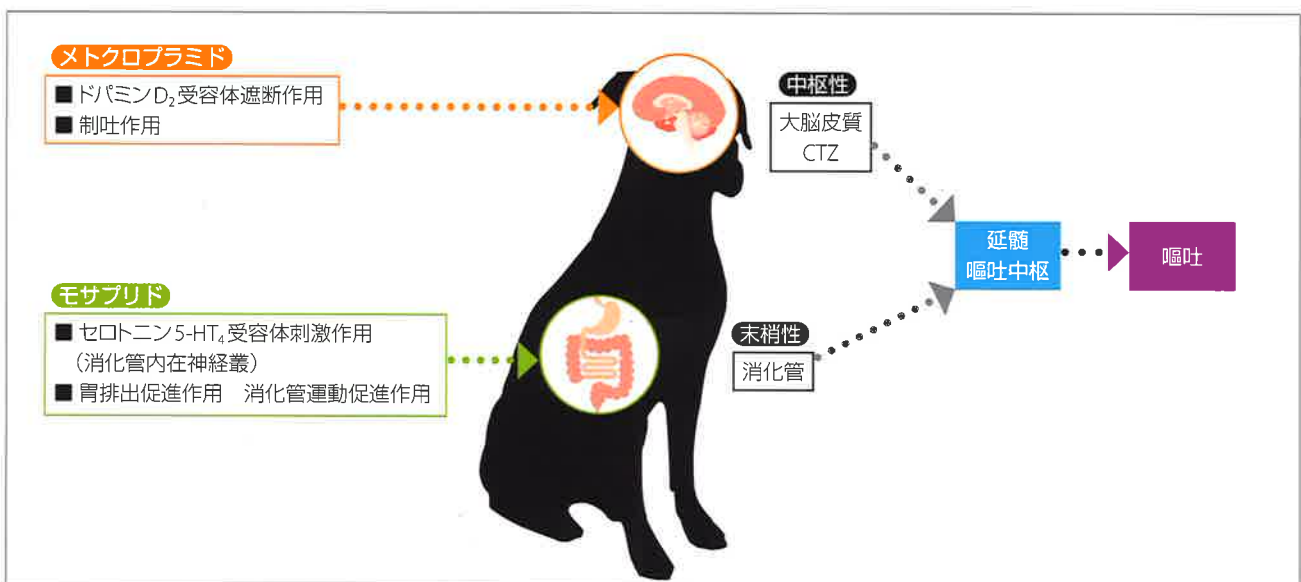 メトクロプラミド
■ ドパミンD₂受容体遮断作用
■ 制吐作用
モサプリド
■ セロトニン5-HT₄受容体刺激作用
（消化管内在神経叢）
■ 胃排出促進作用　消化管運動促進作用
中枢性
大脳皮質
CTZ
末梢性
消化管
延髄
嘔吐中枢
嘔吐